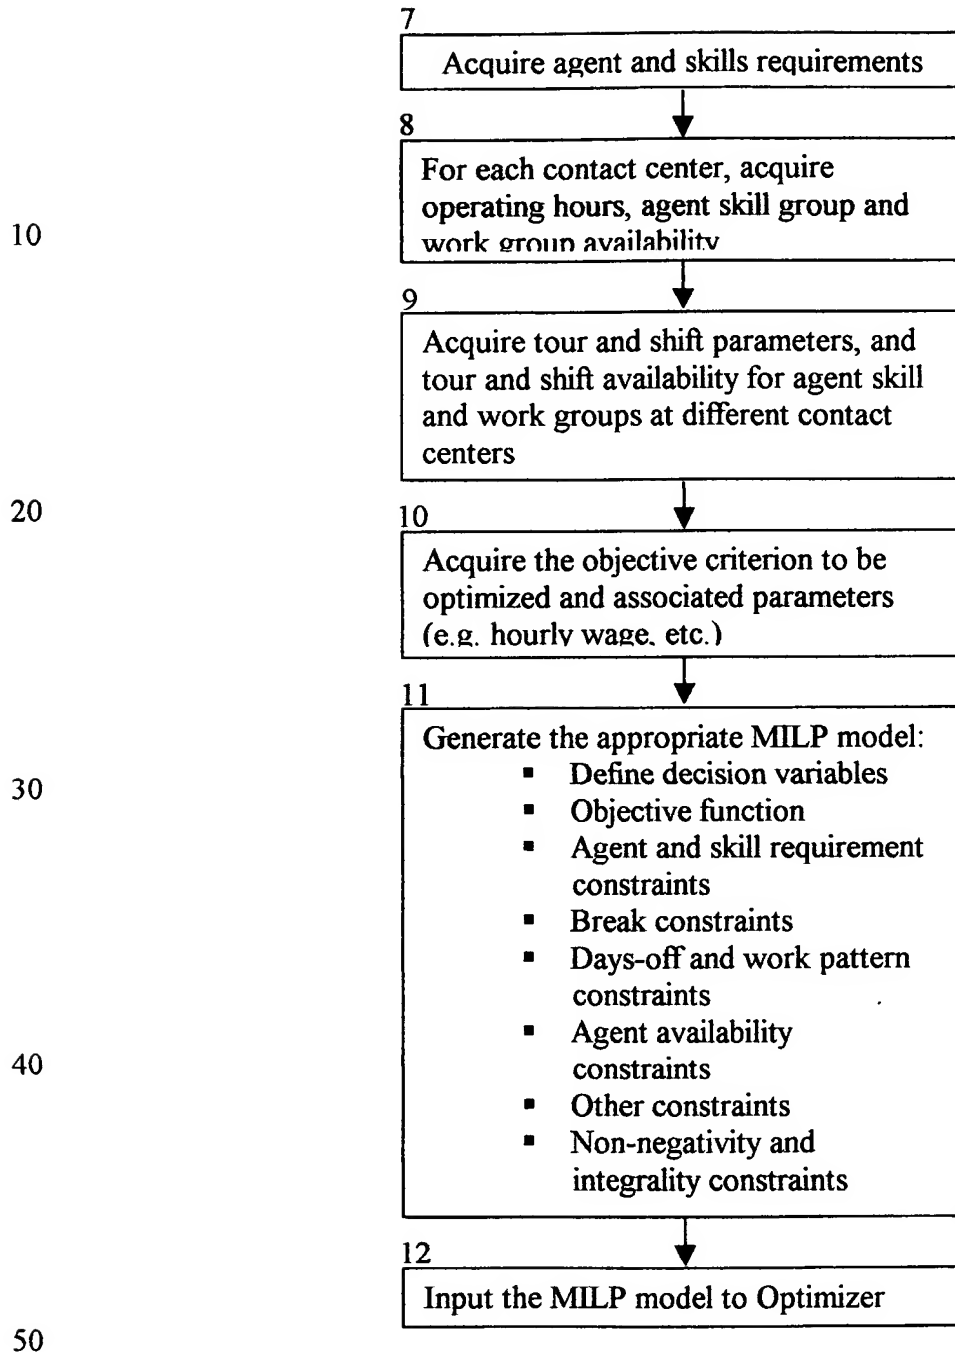 7
Acquire agent and skills requirements
8
For each contact center, acquire
operating hours, agent skill group and
work group availability
10
9
Acquire tour and shift parameters, and
tour and shift availability for agent skill
and work groups at different contact
centers
20
10
Acquire the objective criterion to be
optimized and associated parameters
(e.g. hourly wage, etc.)
11
Generate the appropriate MILP model:
30
▪ Define decision variables
▪ Objective function
▪ Agent and skill requirement
constraints
▪ Break constraints
▪ Days-off and work pattern
constraints
▪ Agent availability
constraints
40
▪ Other constraints
▪ Non-negativity and
integrality constraints
12
Input the MILP model to Optimizer
50